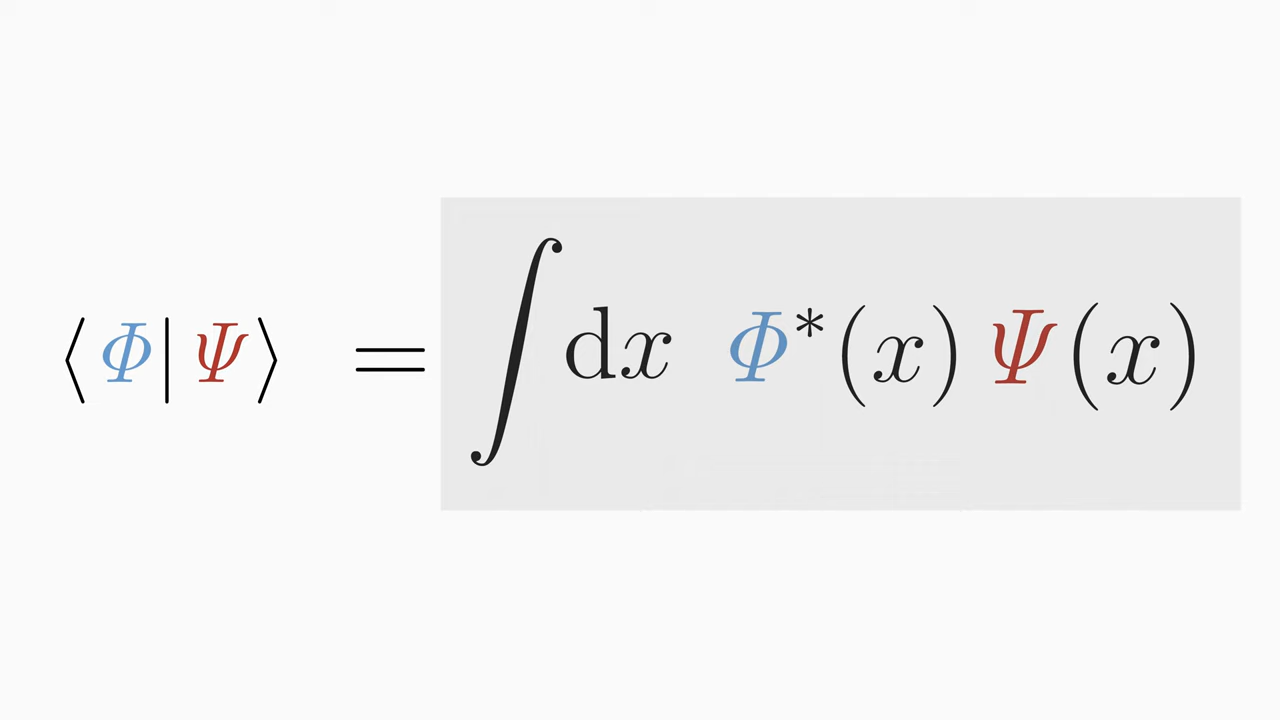 ⟨Φ|Ψ⟩ = ∫dx Φ*(x) Ψ(x)